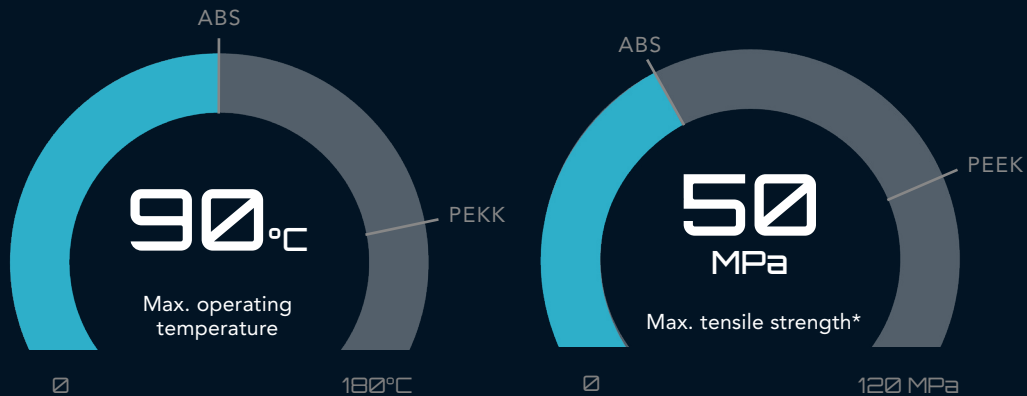 ABS
PEKK
90°C
Max. operating
temperature
0
180°C
ABS
PEEK
50
MPa
Max. tensile strength*
0
120 MPa